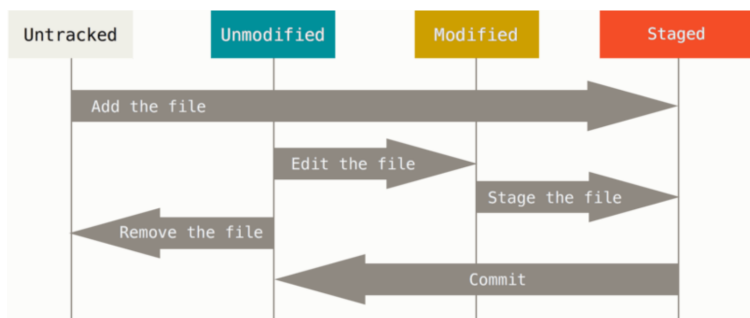 Untracked
Unmodified
Modified
Staged
Add the file
Edit the file
Stage the file
Remove the file
Commit